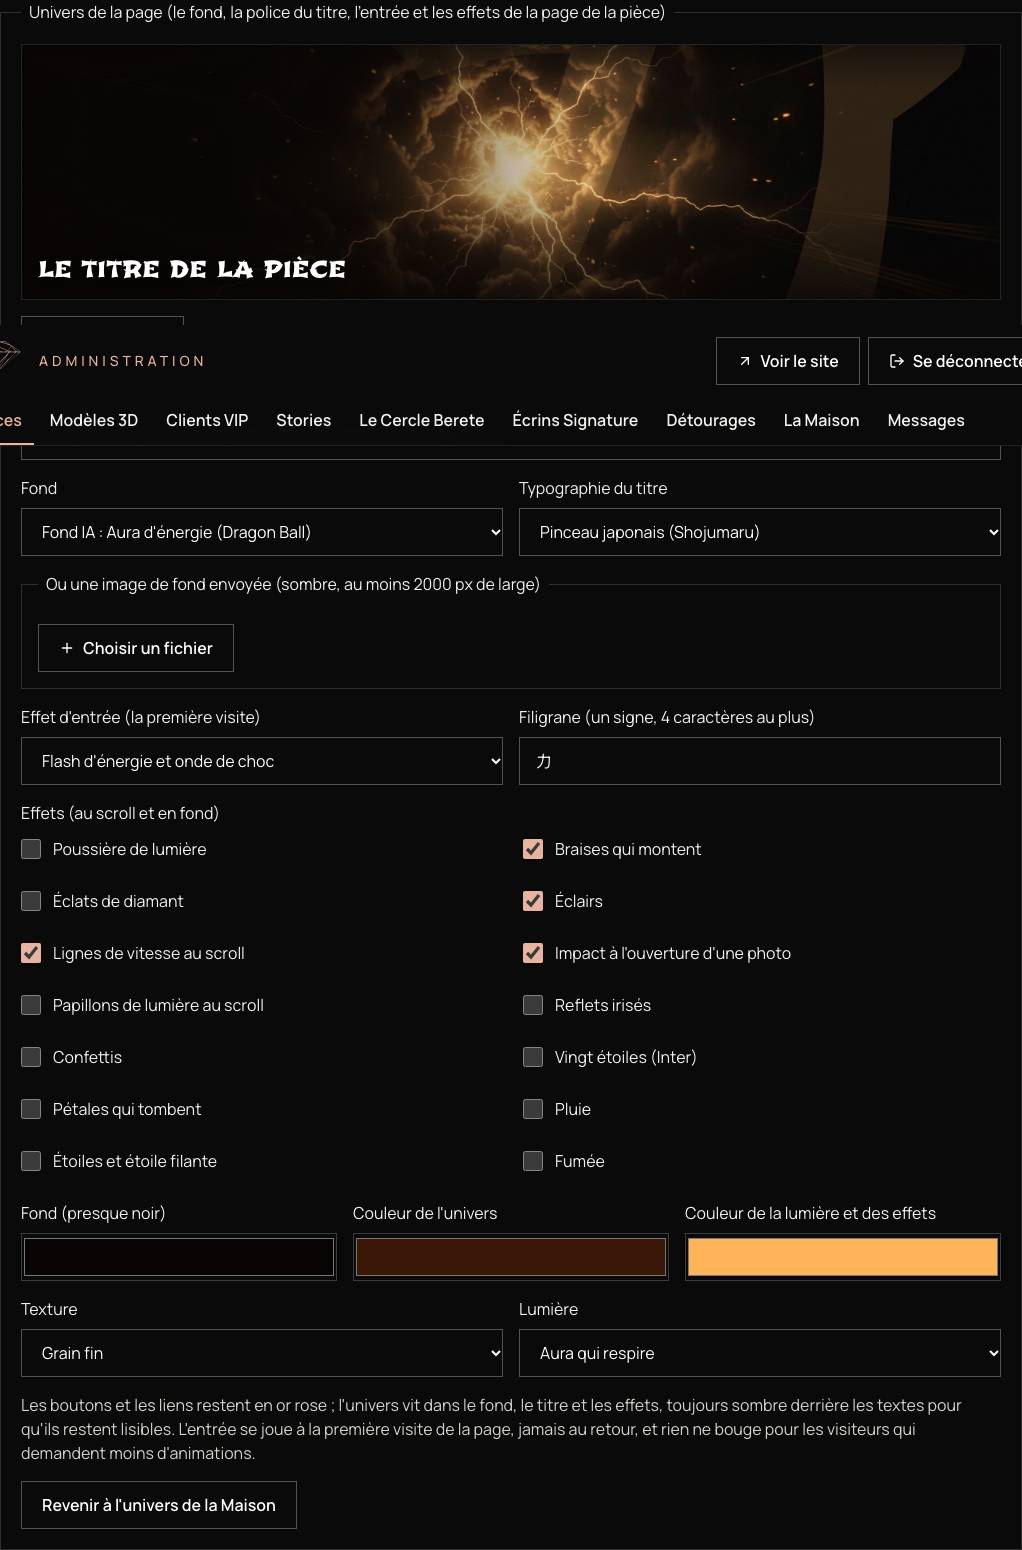 Univers de la page (le fond, la police du titre, l'entrée et les effets de la page de la pièce)
LE TITRE DE LA PIÈCE
ADMINISTRATION
Voir le site
Se déconnecte
ces
Modèles 3D
Clients VIP
Stories
Le Cercle Berete
Écrins Signature
Détourages
La Maison
Messages
Fond
Typographie du titre
Fond IA : Aura d'énergie (Dragon Ball)
Pinceau japonais (Shojumaru)
Ou une image de fond envoyée (sombre, au moins 2000 px de large)
+ Choisir un fichier
Effet d'entrée (la première visite)
Filigrane (un signe, 4 caractères au plus)
Flash d'énergie et onde de choc
力
Effets (au scroll et en fond)
Poussière de lumière
Braises qui montent
Éclats de diamant
Éclairs
Lignes de vitesse au scroll
Impact à l'ouverture d'une photo
Papillons de lumière au scroll
Reflets irisés
Confettis
Vingt étoiles (Inter)
Pétales qui tombent
Pluie
Étoiles et étoile filante
Fumée
Fond (presque noir)
Couleur de l'univers
Couleur de la lumière et des effets
Texture
Lumière
Grain fin
Aura qui respire
Les boutons et les liens restent en or rose ; l'univers vit dans le fond, le titre et les effets, toujours sombre derrière les textes pour
qu'ils restent lisibles. L'entrée se joue à la première visite de la page, jamais au retour, et rien ne bouge pour les visiteurs qui
demandent moins d'animations.
Revenir à l'univers de la Maison